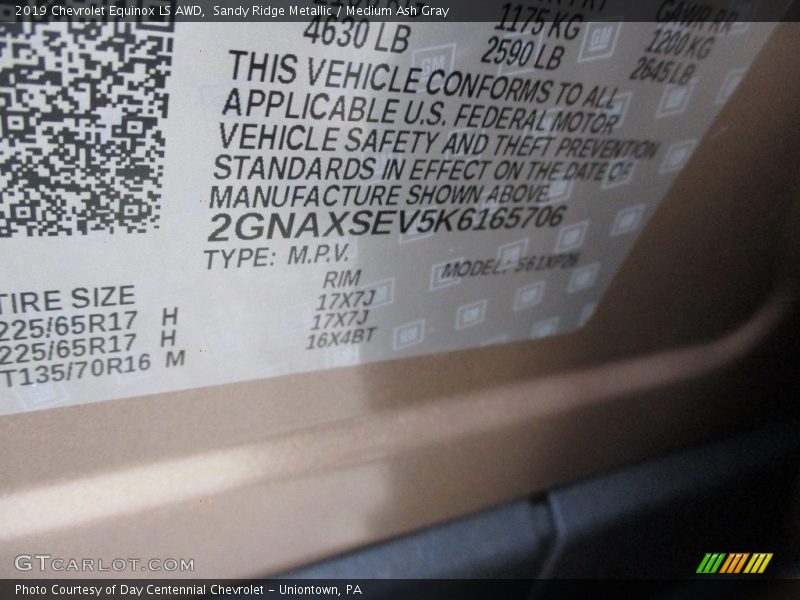 2019 Chevrolet Equinox LS AWD, Sandy Ridge Metallic / Medium Ash Gray
GAWR RR
1175 KG 1200 KG
4630 LB 2590 LB 2645 LB
THIS VEHICLE CONFORMS TO ALL
APPLICABLE U.S. FEDERAL MOTOR
VEHICLE SAFETY AND THEFT PREVENTION
STANDARDS IN EFFECT ON THE DATE OF
MANUFACTURE SHOWN ABOVE
2GNAXSEV5K6165706
TYPE: M.P.V. MODEL:
TIRE SIZE RIM
225/65R17 H 17X7J
225/65R17 H 17X7J
T135/70R16 M 16X4BT
GTCARLOT.COM
Photo Courtesy of Day Centennial Chevrolet - Uniontown, PA